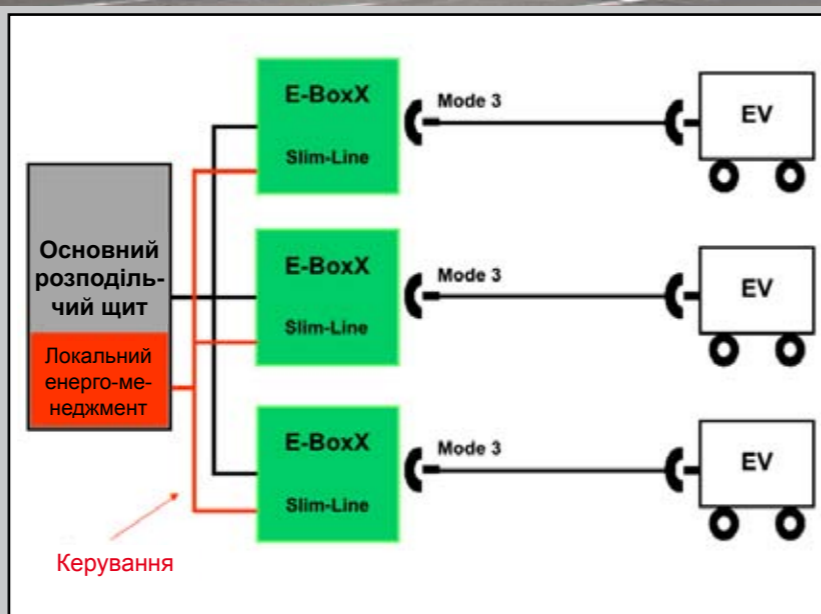 E-BoxX
Slim-Line
Mode 3
EV
Основний
розподіль-
чий щит
Локальний
енерго-ме-
неджмент
E-BoxX
Slim-Line
Mode 3
EV
E-BoxX
Slim-Line
Mode 3
EV
Керування